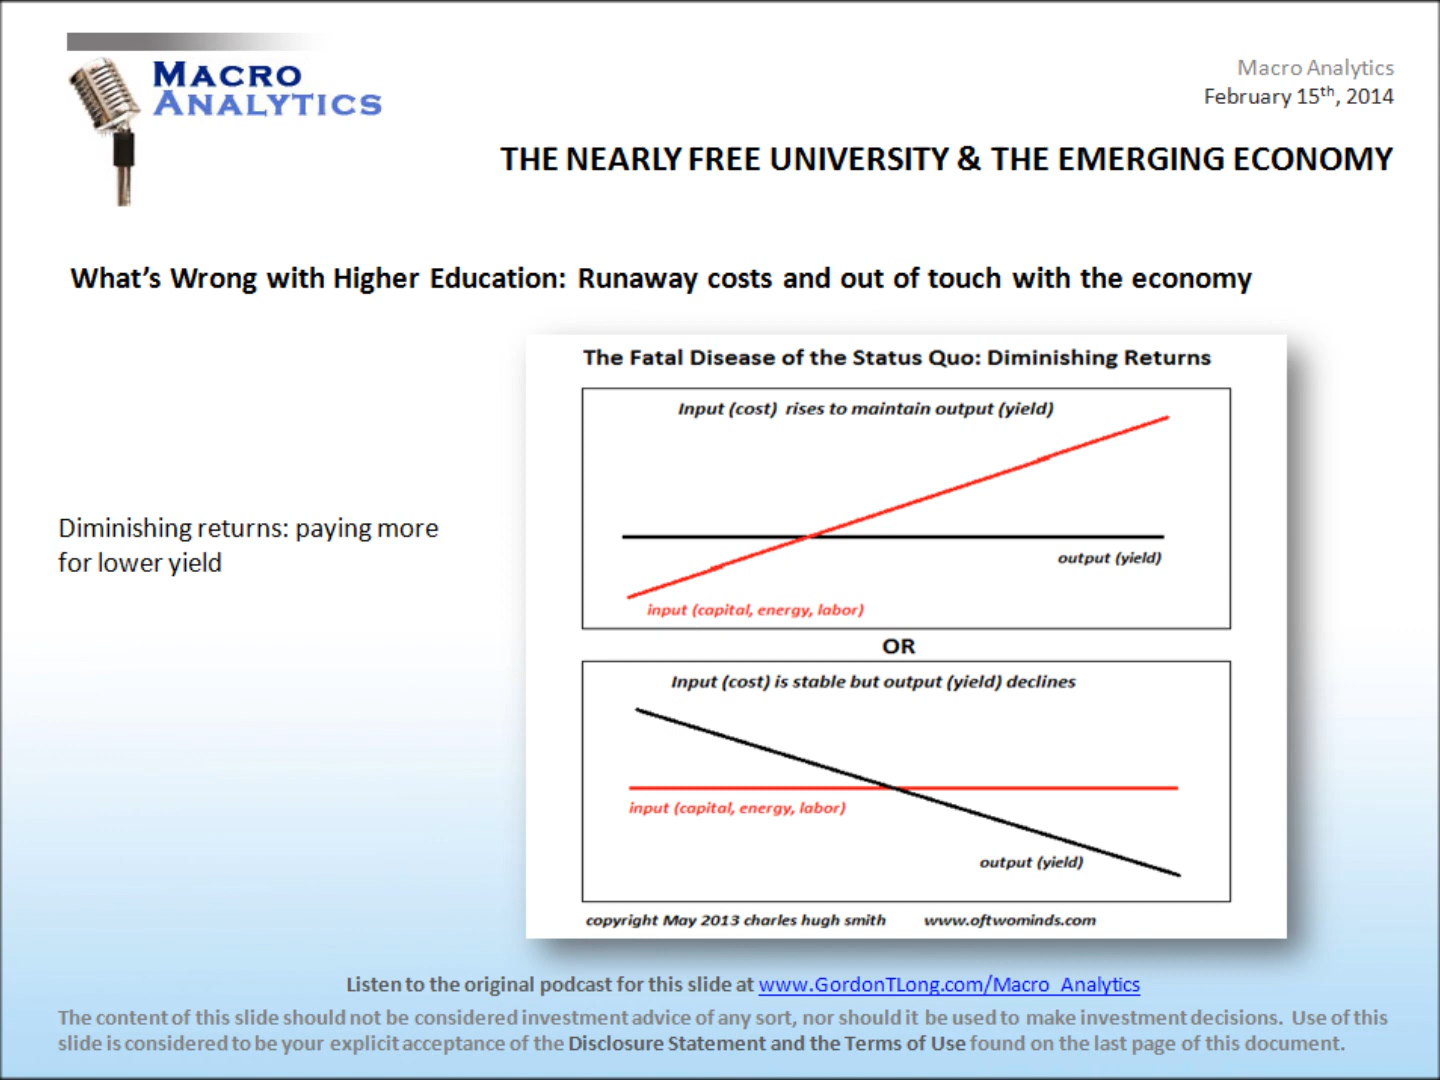 MACRO
ANALYTICS
Macro Analytics
February 15th, 2014
THE NEARLY FREE UNIVERSITY & THE EMERGING ECONOMY
What's Wrong with Higher Education: Runaway costs and out of touch with the economy
Diminishing returns: paying more
for lower yield
The Fatal Disease of the Status Quo: Diminishing Returns
Input (cost) rises to maintain output (yield)
output (yield)
input (capital, energy, labor)
OR
Input (cost) is stable but output (yield) declines
input (capital, energy, labor)
output (yield)
copyright May 2013 charles hugh smith www.oftwominds.com
Listen to the original podcast for this slide at www.GordonTLong.com/Macro_Analytics
The content of this slide should not be considered investment advice of any sort, nor should it be used to make investment decisions. Use of this
slide is considered to be your explicit acceptance of the Disclosure Statement and the Terms of Use found on the last page of this document.